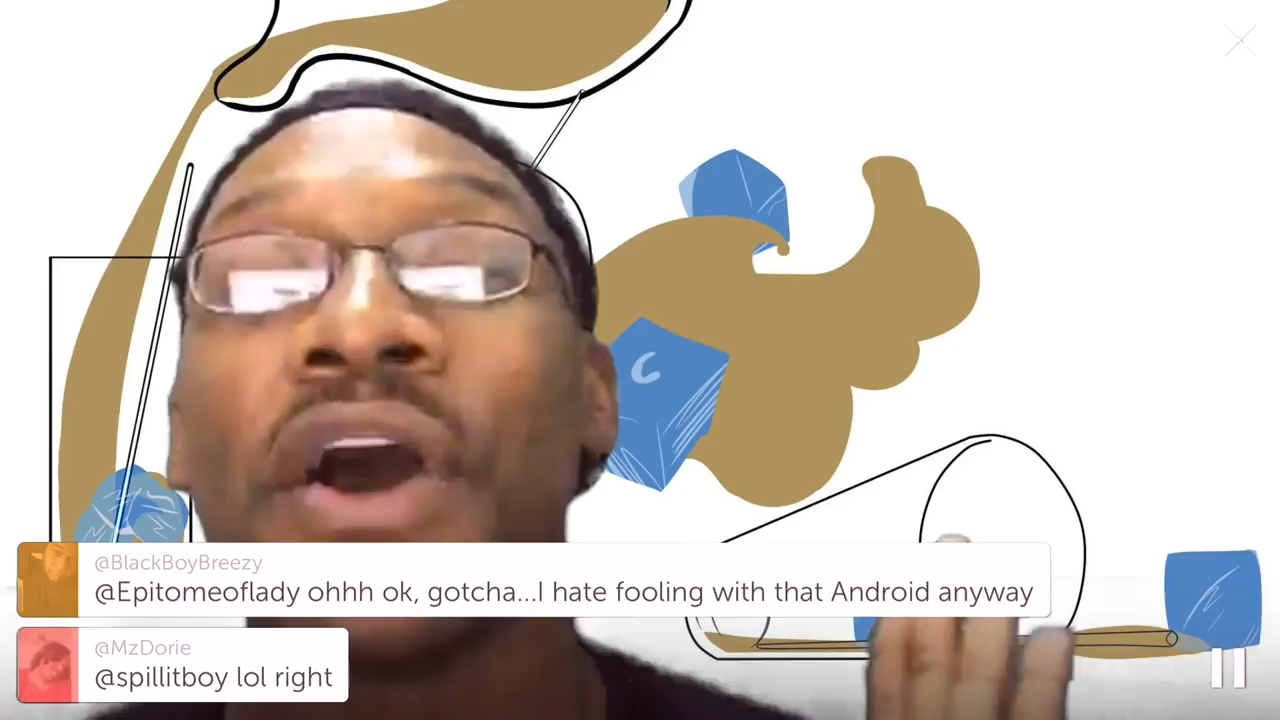 @BlackBoyBreezy
@Epitomeoflady ohhh ok, gotcha...I hate fooling with that Android anyway
@MzDorie
@spillitboy lol right